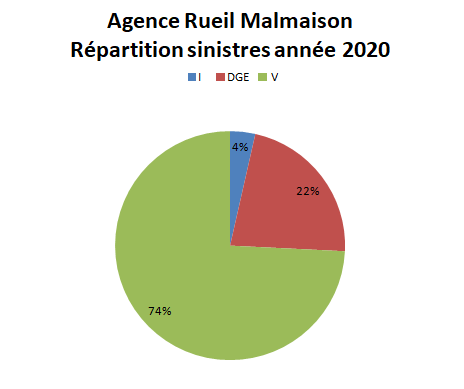 Agence Rueil Malmaison
Répartition sinistres année 2020
I DGE V
4%
22%
74%